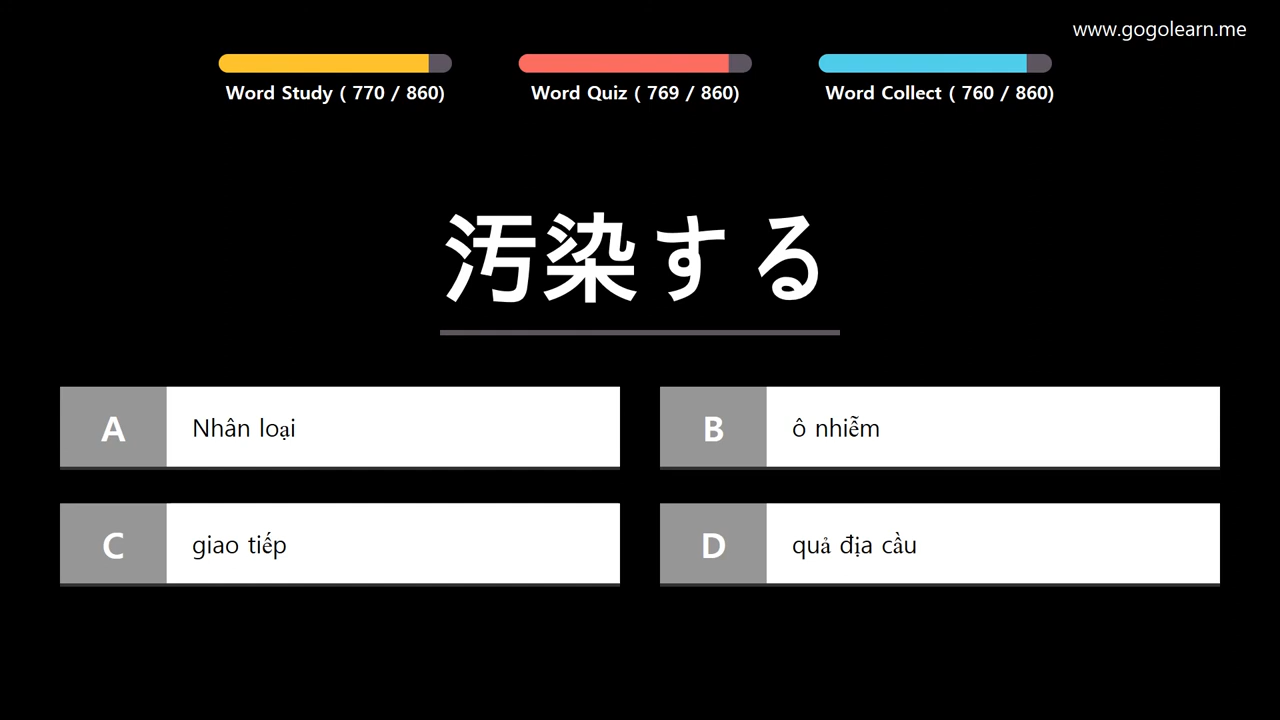 www.gogolearn.me
Word Study ( 770 / 860)
Word Quiz ( 769 / 860)
Word Collect ( 760 / 860)
汚染する
A Nhân loại
B ô nhiễm
C giao tiếp
D quả địa cầu